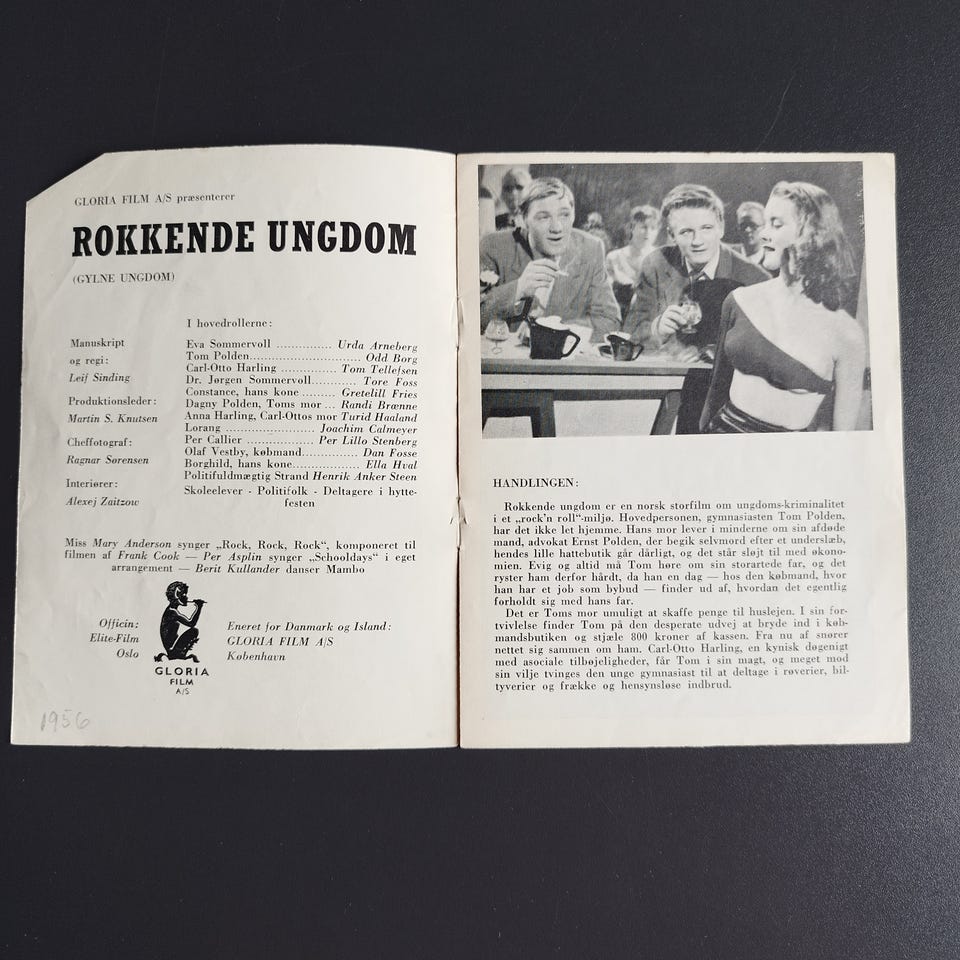 GLORIA FILM A/S præsenterer
ROKKENDE UNGDOM
(GYLNE UNGDOM)
Manuskript
og regi:
Leif Sinding
Produktionsleder:
Martin S. Knutsen
Cheffotograf:
Ragnar Sørensen
Interiører:
Alexej Zaitzow
I hovedrollerne:
Eva Sommervoll ............. Urda Arneberg
Tom Polden.......................... Odd Borg
Carl-Otto Harling ............. Tom Tellefsen
Dr. Jørgen Sommervoll........... Tore Foss
Constance, hans kone ......... Gretelill Fries
Dagny Polden, Toms mor ... Randi Brænne
Anna Harling, Carl-Ottos mor Turid Haaland
Lorang ..................... Joachim Calmeyer
Per Callier ................ Per Lillo Stenberg
Olaf Vestby, købmand............. Dan Fosse
Borghild, hans kone................. Ella Hval
Politifuldmægtig Strand Henrik Anker Steen
Skoleelever - Politifolk - Deltagere i hytte-
festen
Miss Mary Anderson synger „Rock, Rock, Rock“, komponeret til
filmen af Frank Cook — Per Asplin synger „Schooldays“ i eget
arrangement — Berit Kullander danser Mambo
Officin:
Elite-Film
Oslo
GLORIA
FILM
A/S
Eneret for Danmark og Island:
GLORIA FILM A/S
København
1956
HANDLINGEN:
Rokkende ungdom er en norsk storfilm om ungdoms-kriminalitet
i et „rock'n roll“-miljø. Hovedpersonen, gymnasiasten Tom Polden,
har det ikke let hjemme. Hans mor lever i minderne om sin afdøde
mand, advokat Ernst Polden, der begik selvmord efter et underslæb,
hendes lille hattebutik går dårligt, og det står sløjt til med økono-
mien. Evig og altid må Tom høre om sin storartede far, og det
ryster ham derfor hårdt, da han en dag — hos den købmand, hvor
han har et job som bybud — finder ud af, hvordan det egentlig
forholdt sig med hans far.
Det er Toms mor umuligt at skaffe penge til huslejen. I sin for-
tvivlelse finder Tom på den desperate udvej at bryde ind i køb-
mandsbutiken og stjæle 800 kroner af kassen. Fra nu af snører
nettet sig sammen om ham. Carl-Otto Harling, en kynisk døgenigt
med asociale tilbøjeligheder, får Tom i sin magt, og meget mod
sin vilje tvinges den unge gymnasiast til at deltage i røverier, bil-
tyverier og frække og hensynsløse indbrud.